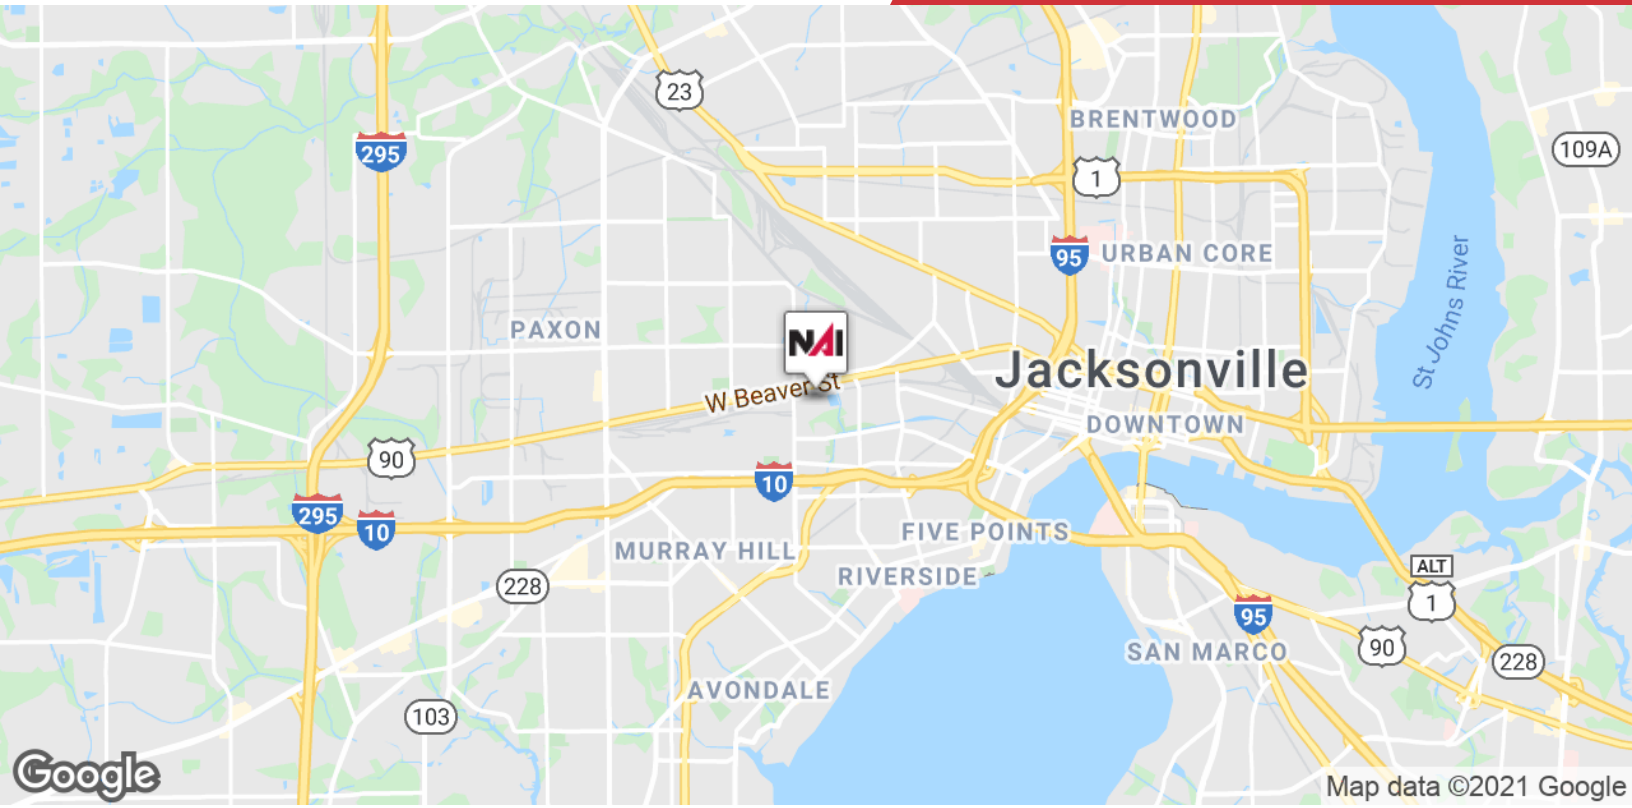 23
BRENTWOOD
109A
295
1
95
URBAN CORE
St Johns River
PAXON
NAI
W Beaver St
Jacksonville
DOWNTOWN
90
10
295
10
FIVE POINTS
MURRAY HILL
RIVERSIDE
ALT
228
1
95
90
SAN MARCO
228
AVONDALE
103
Google
Map data ©2021 Google